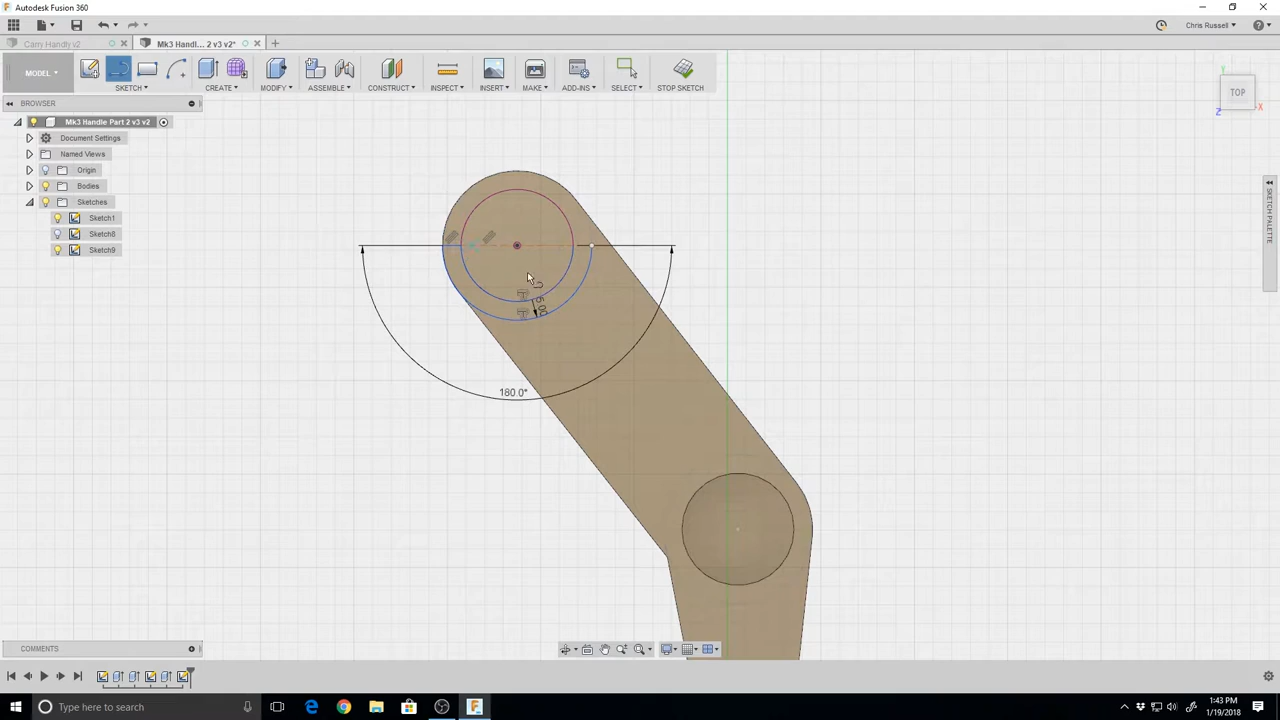 Autodesk Fusion 360
Chris Russell
Carry Handly v2
Mk3 Handl... 2 v3 v2*
MODEL
SKETCH CREATE MODIFY ASSEMBLE CONSTRUCT INSPECT INSERT MAKE ADD-INS SELECT STOP SKETCH
BROWSER
Mk3 Handle Part 2 v3 v2
Document Settings
Named Views
Origin
Bodies
Sketches
Sketch1
Sketch8
Sketch9
TOP
Y
X
Z
SKETCH PALETTE
5.00
180.0°
COMMENTS
Type here to search
1:43 PM
1/19/2018